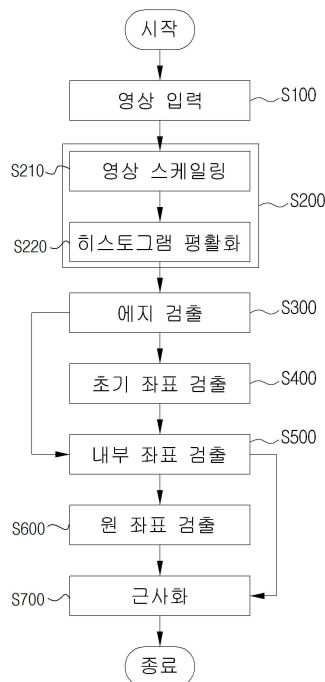 시작
영상 입력
S100
S210
영상 스케일링
S200
S220
히스토그램 평활화
에지 검출
S300
초기 좌표 검출
S400
내부 좌표 검출
S500
S600
원 좌표 검출
S700
근사화
종료